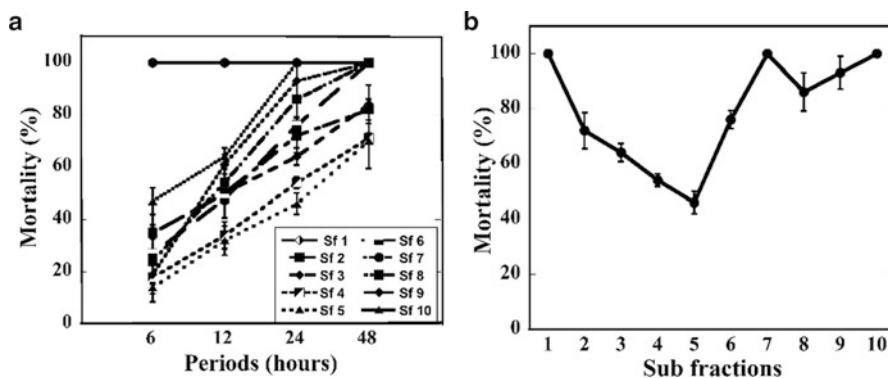 a
Mortality (%)
100
80
60
40
20
0
6 12 24 48
Periods (hours)
Sf 1 Sf 6
Sf 2 Sf 7
Sf 3 Sf 8
Sf 4 Sf 9
Sf 5 Sf 10
b
Mortality (%)
100
80
60
40
20
0
1 2 3 4 5 6 7 8 9 10
Sub fractions